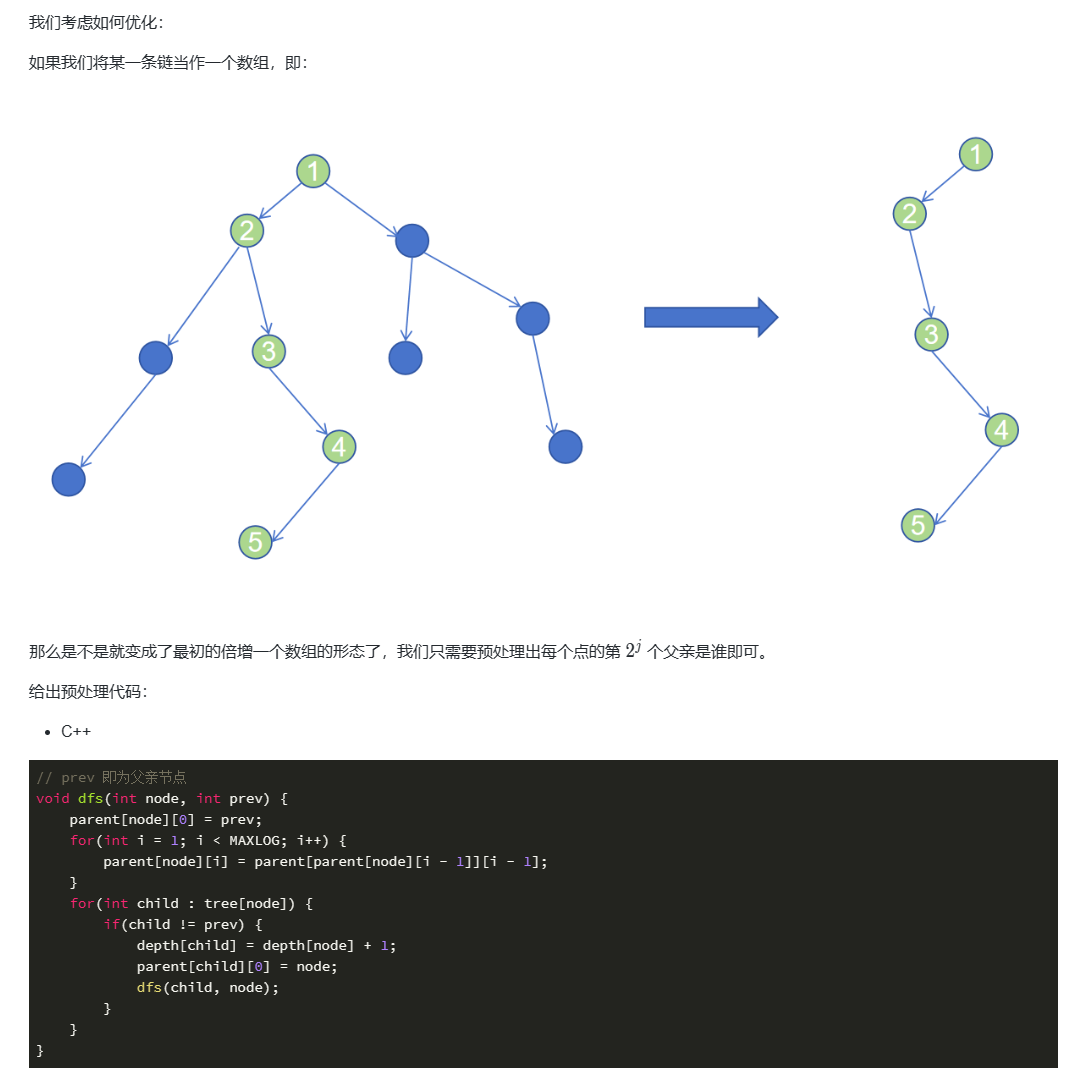 我们考虑如何优化：
如果我们将某一条链当作一个数组，即：
1
2
3
4
5
1
2
3
4
5
那么是不是就变成了最初的倍增一个数组的形态了，我们只需要预处理出每个点的第 2^j 个父亲是谁即可。
给出预处理代码：
• C++
// prev 即为父亲节点
void dfs(int node, int prev) {
    parent[node][0] = prev;
    for(int i = 1; i < MAXLOG; i++) {
        parent[node][i] = parent[parent[node][i - 1]][i - 1];
    }
    for(int child : tree[node]) {
        if(child != prev) {
            depth[child] = depth[node] + 1;
            parent[child][0] = node;
            dfs(child, node);
        }
    }
}